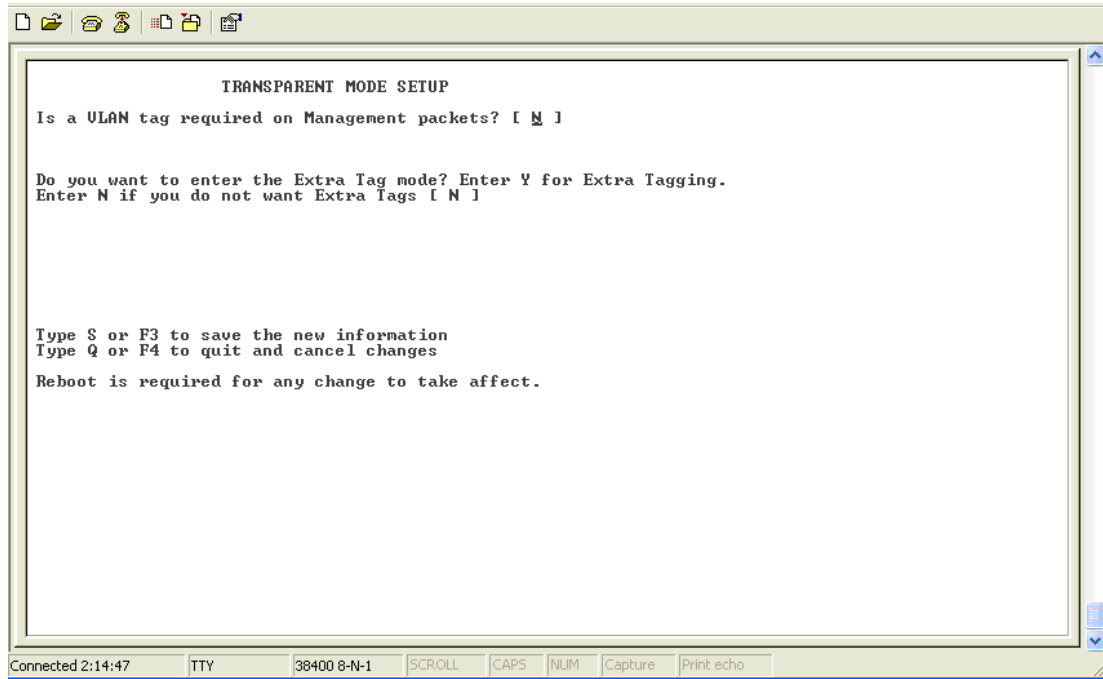 TRANSPARENT MODE SETUP
Is a VLAN tag required on Management packets? [ N ]
Do you want to enter the Extra Tag mode? Enter Y for Extra Tagging.
Enter N if you do not want Extra Tags [ N ]
Type S or F3 to save the new information
Type Q or F4 to quit and cancel changes
Reboot is required for any change to take affect.
Connected 2:14:47 TTY 38400 8-N-1 SCROLL CAPS NUM Capture Print echo